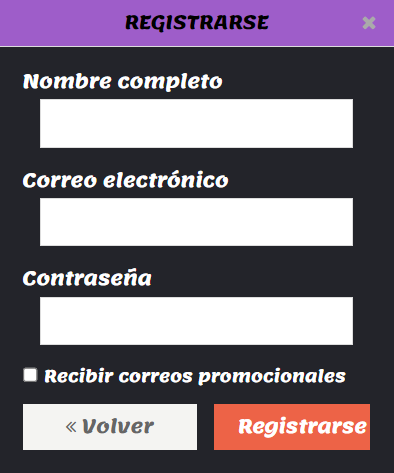 REGISTRARSE ×
Nombre completo
Correo electrónico
Contraseña
Recibir correos promocionales
« Volver
Registrarse